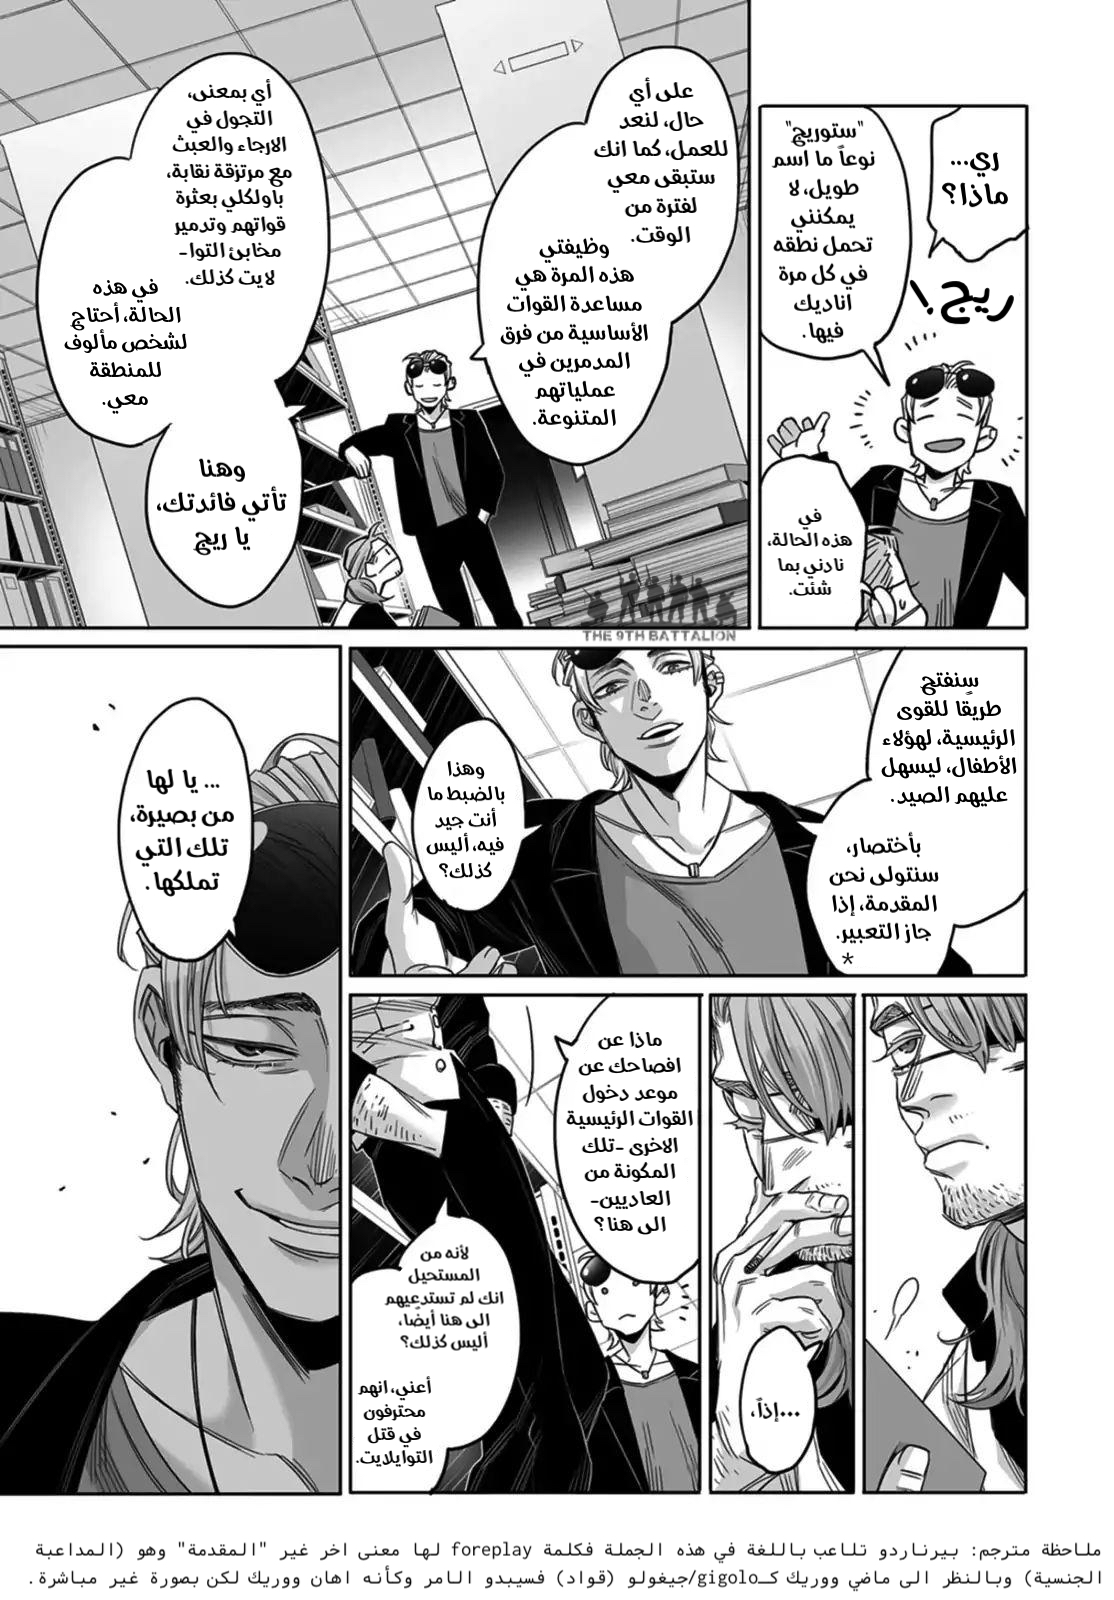 ري...
ماذا؟
"ستوريج"
نوعاً ما اسم
طويل، لا
يمكنني
تحمل نطقه
في كل مرة
اناديك
فيها.
ريج!
في
هذه الحالة،
نادني بما
شئت.
على أي
حال، لنعد
للعمل، كما انك
ستبقى معي
لفترة من
الوقت.
وظيفتي
هذه المرة هي
مساعدة القوات
الأساسية من فرق
المدمرين في
عملياتهم
المتنوعة.
أي بمعنى،
التجول في
الارجاء والعبث
مع مرتزقة نقابة،
باولكلي بعثرة
قواتهم وتدمير
مخابئ التوا-
لايت كذلك.
في هذه
الحالة، أحتاج
لشخص مألوف
للمنطقة
معي.
وهنا
تأتي فائدتك،
يا ريج
THE 9TH BATTALION
سنفتح
طريقًا للقوى
الرئيسية، لهؤلاء
الأطفال، ليسهل
عليهم الصيد.
بأختصار،
سنتولى نحن
المقدمة، إذا
جاز التعبير.
*
وهذا
بالضبط ما
أنت جيد
فيه، أليس
كذلك؟
... يا لها
من بصيرة،
تلك التي
تملكها.
...إذاً،
ماذا عن
افصاحك عن
موعد دخول
القوات الرئيسية
الاخرى -تلك
المكونة من
العاديين-
الى هنا؟
لأنه من
المستحيل
انك لم تستدعيهم
الى هنا أيضًا،
أليس كذلك؟
أعني، انهم
محترفون
في قتل
التوايلايت.
ملاحظة مترجم: بيرناردو تلاعب باللغة في هذه الجملة فكلمة foreplay لها معنى اخر غير "المقدمة" وهو (المداعبة
الجنسية) وبالنظر الى ماضي ووريك كـgigolo/جيغولو (قواد) فسيبدو الامر وكأنه اهان ووريك لكن بصورة غير مباشرة.